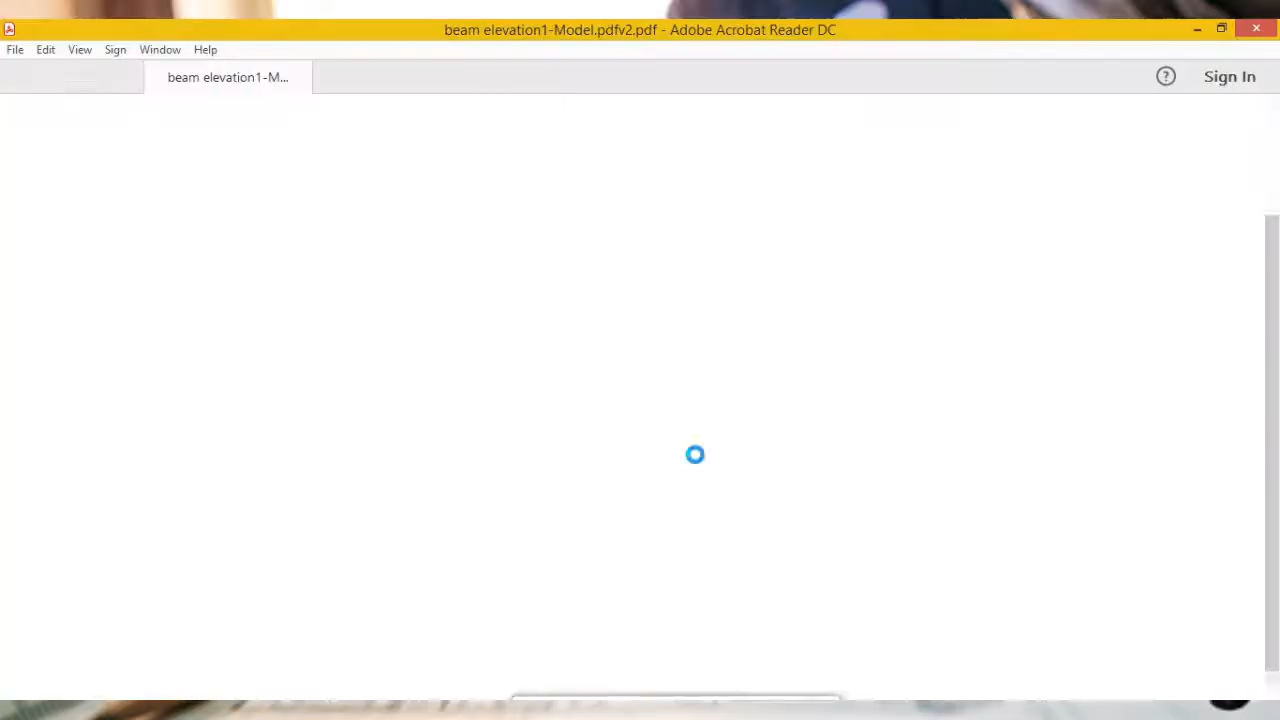 beam elevation1-Model.pdfv2.pdf - Adobe Acrobat Reader DC
File Edit View Sign Window Help
beam elevation1-M... ? Sign In